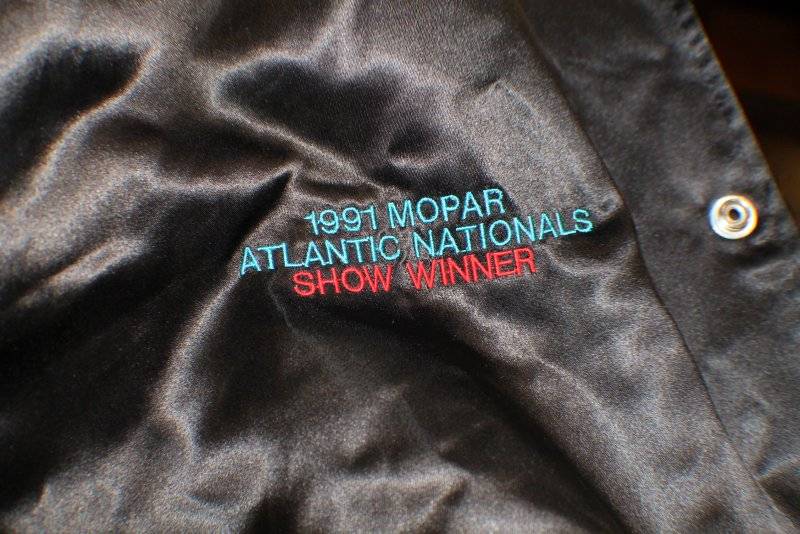 1991 MOPAR
ATLANTIC NATIONALS
SHOW WINNER